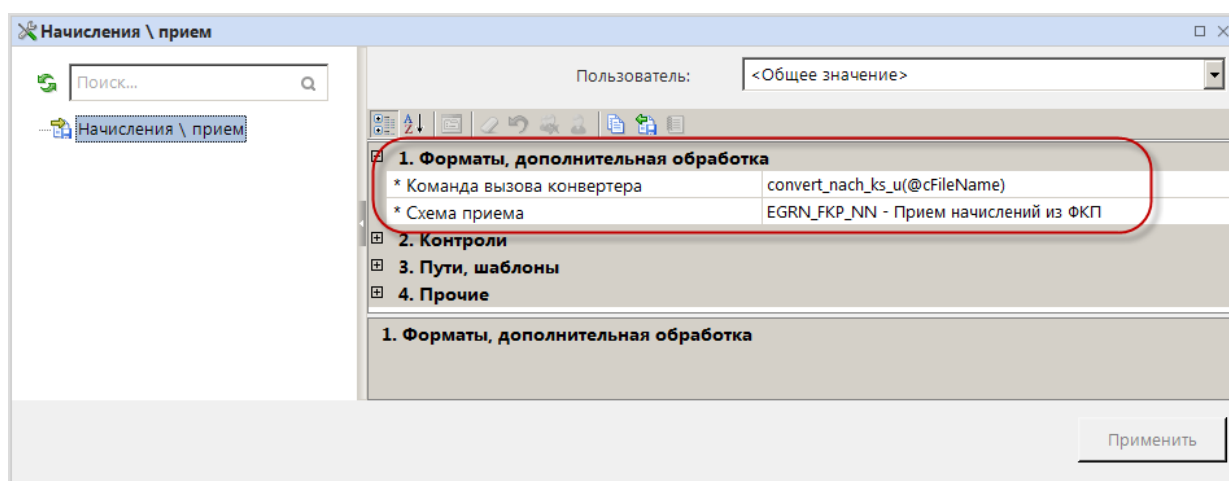 Начисления \ прием
Поиск...
Начисления \ прием
Пользователь: <Общее значение>
1. Форматы, дополнительная обработка
* Команда вызова конвертера convert_nach_ks_u(@cFileName)
* Схема приема EGRN_FKP_NN - Прием начислений из ФКП
2. Контроли
3. Пути, шаблоны
4. Прочие
1. Форматы, дополнительная обработка
Применить